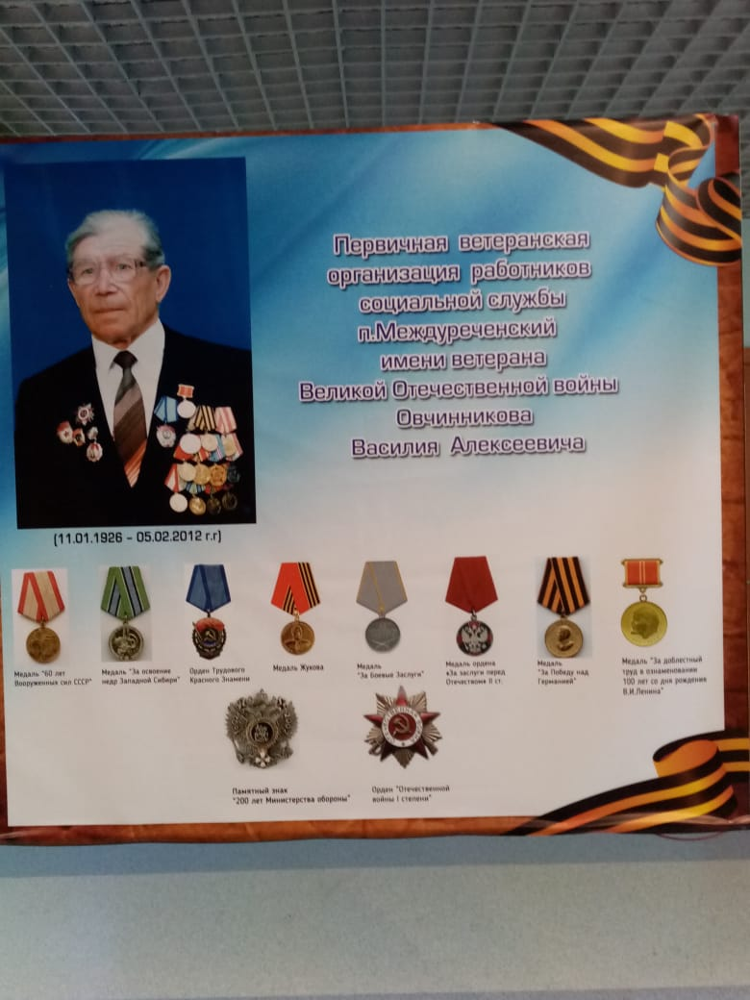 Первичная ветеранская
организация работников
социальной службы
п.Междуреченский
имени ветерана
Великой Отечественной войны
Овчинникова
Василия Алексеевича
(11.01.1926 - 05.02.2012 г.г)
Медаль "60 лет
Вооруженных сил СССР"
Медаль "За освоение
недр Западной Сибири"
Орден Трудового
Красного Знамени
Медаль Жукова
Медаль
"За Боевые Заслуги"
Медаль ордена
«За заслуги перед
Отечеством» II ст.
Медаль
"За Победу над
Германией"
Медаль "За доблестный
труд в ознаменовании
100 лет со дня рождения
В.И.Ленина"
Памятный знак
"200 лет Министерства обороны"
Орден "Отечественной
войны I степени"